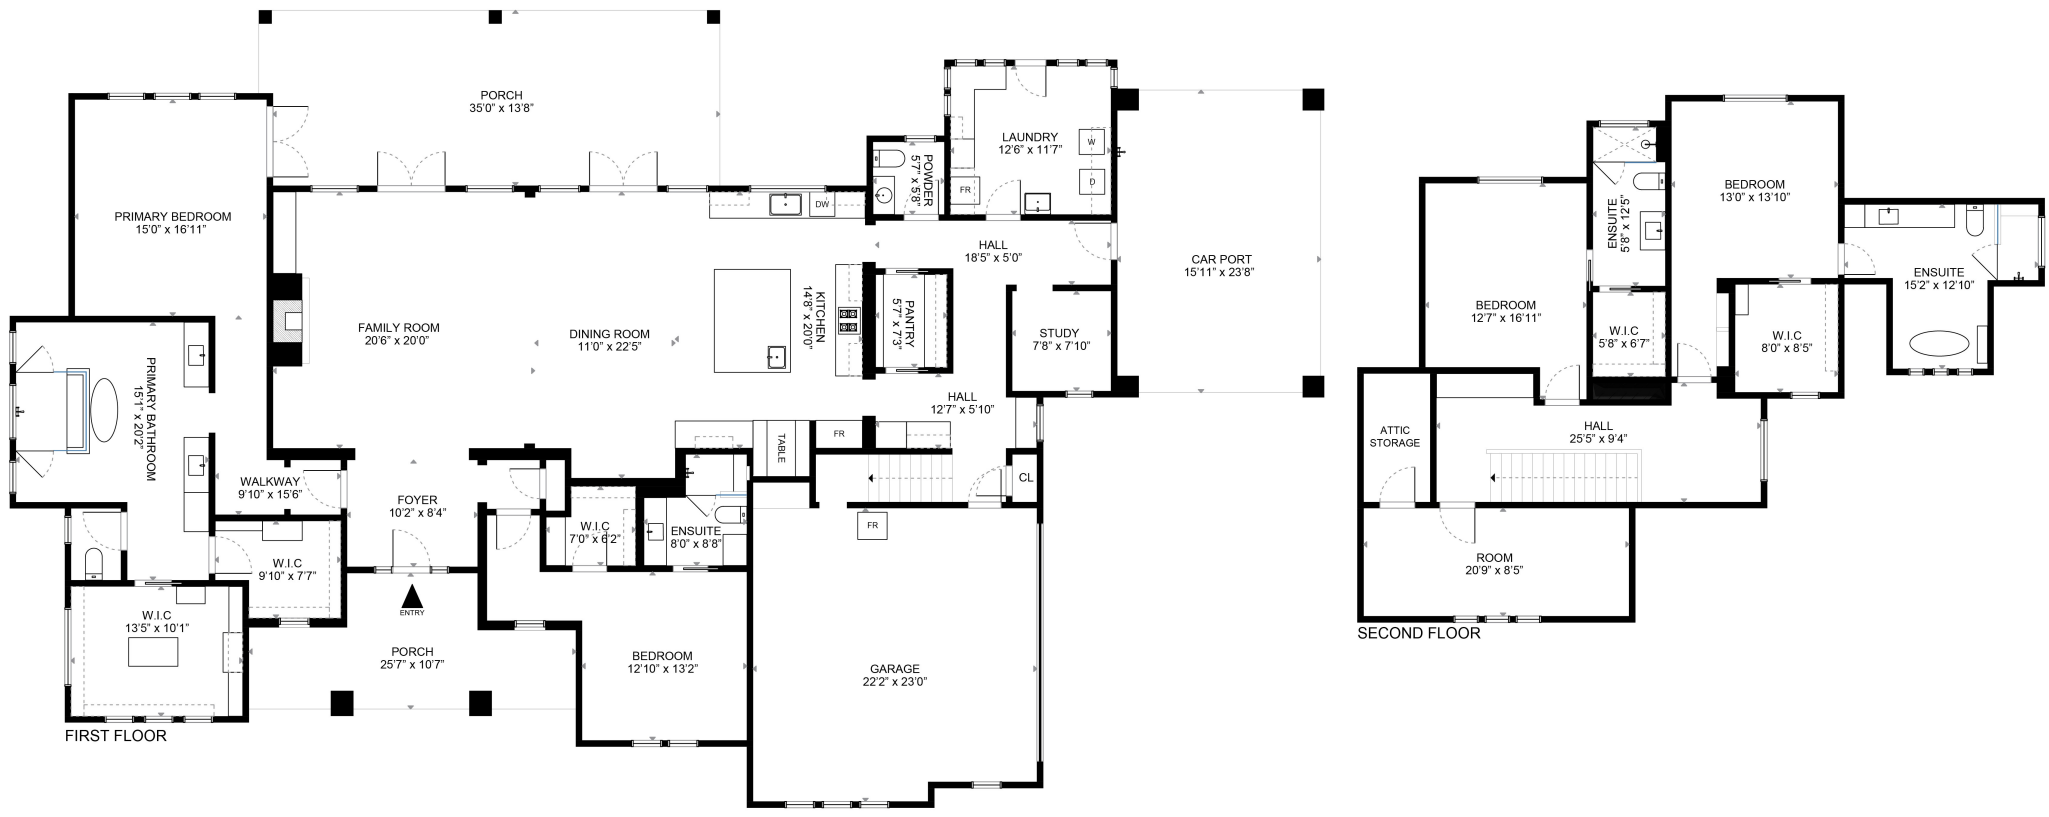 PORCH
35'0" x 13'8"
PRIMARY BEDROOM
15'0" x 16'11"
POWDER
5'7" x 5'8"
LAUNDRY
12'6" x 11'7"
W
D
FR
DW
HALL
18'5" x 5'0"
CAR PORT
15'11" x 23'8"
FAMILY ROOM
20'6" x 20'0"
DINING ROOM
11'0" x 22'5"
KITCHEN
14'8" x 20'0"
PANTRY
5'7" x 7'3"
STUDY
7'8" x 7'10"
PRIMARY BATHROOM
15'1" x 20'2"
HALL
12'7" x 5'10"
TABLE
FR
WALKWAY
9'10" x 15'6"
FOYER
10'2" x 8'4"
CL
W.I.C
7'0" x 6'2"
ENSUITE
8'0" x 8'8"
FR
W.I.C
9'10" x 7'7"
ENTRY
W.I.C
13'5" x 10'1"
PORCH
25'7" x 10'7"
BEDROOM
12'10" x 13'2"
GARAGE
22'2" x 23'0"
FIRST FLOOR
BEDROOM
13'0" x 13'10"
ENSUITE
5'8" x 12'5"
ENSUITE
15'2" x 12'10"
BEDROOM
12'7" x 16'11"
W.I.C
5'8" x 6'7"
W.I.C
8'0" x 8'5"
ATTIC
STORAGE
HALL
25'5" x 9'4"
ROOM
20'9" x 8'5"
SECOND FLOOR